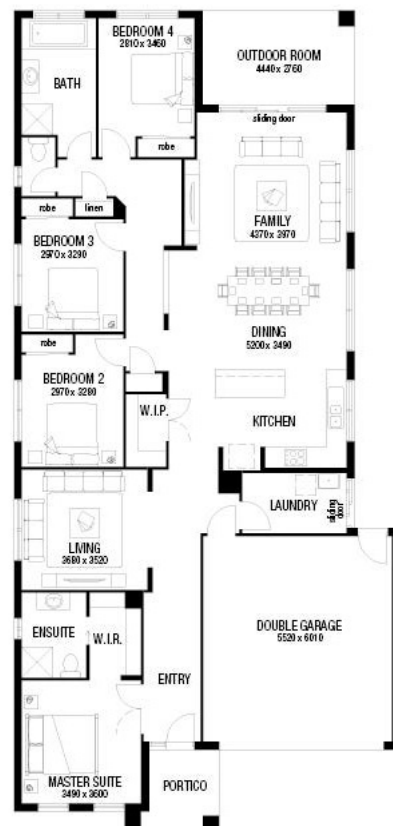 BEDROOM 4
2810 x 3460
OUTDOOR ROOM
4440 x 2760
BATH
sliding door
robe
robe
linen
FAMILY
4370 x 3970
BEDROOM 3
2970 x 3290
DINING
5200 x 3490
robe
BEDROOM 2
2970 x 3280
W.I.P.
KITCHEN
LAUNDRY
sliding door
LIVING
3680 x 3520
ENSUITE
W.I.R.
DOUBLE GARAGE
5520 x 6010
ENTRY
MASTER SUITE
3490 x 3600
PORTICO